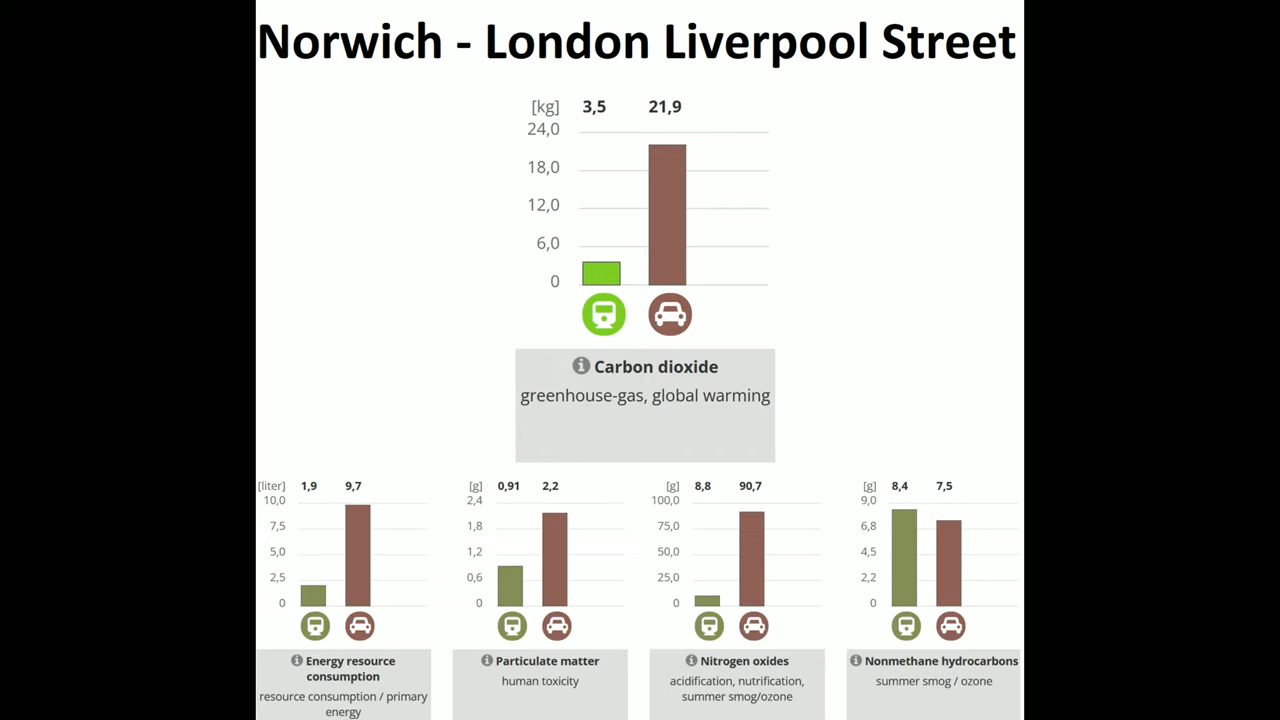 Norwich - London Liverpool Street
[kg] 3,5 21,9
24,0
18,0
12,0
6,0
0
Carbon dioxide
greenhouse-gas, global warming
[liter] 1,9 9,7
10,0
7,5
5,0
2,5
0
Energy resource
consumption
resource consumption / primary
energy
[g] 0,91 2,2
2,4
1,8
1,2
0,6
0
Particulate matter
human toxicity
[g] 8,8 90,7
100,0
75,0
50,0
25,0
0
Nitrogen oxides
acidification, nutrification,
summer smog/ozone
[g] 8,4 7,5
9,0
6,8
4,5
2,2
0
Nonmethane hydrocarbons
summer smog / ozone